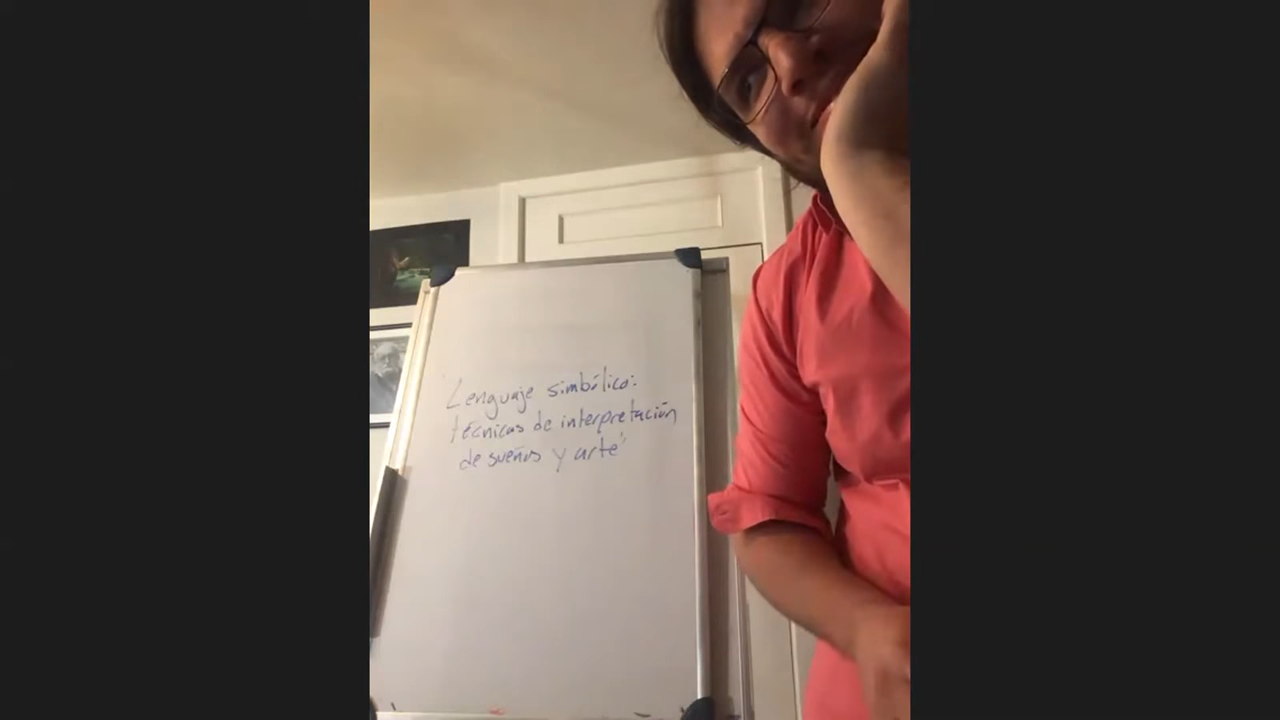 "Lenguaje simbólico:
técnicas de interpretación
de sueños y arte"